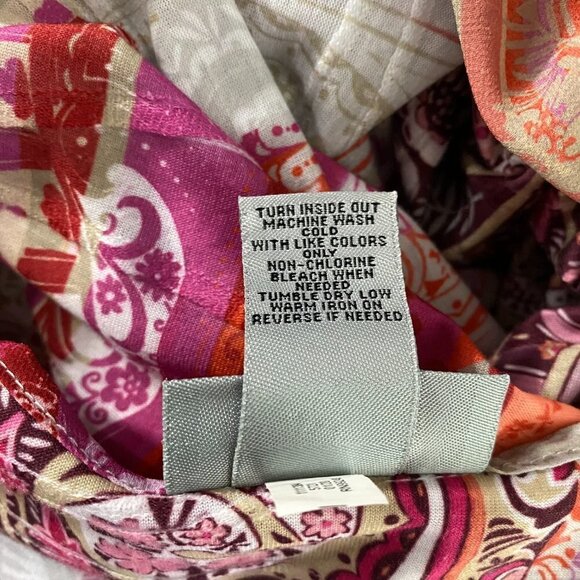 TURN INSIDE OUT
MACHINE WASH
COLD
WITH LIKE COLORS
ONLY
NON-CHLORINE
BLEACH WHEN
NEEDED
TUMBLE DRY LOW
WARM IRON ON
REVERSE IF NEEDED